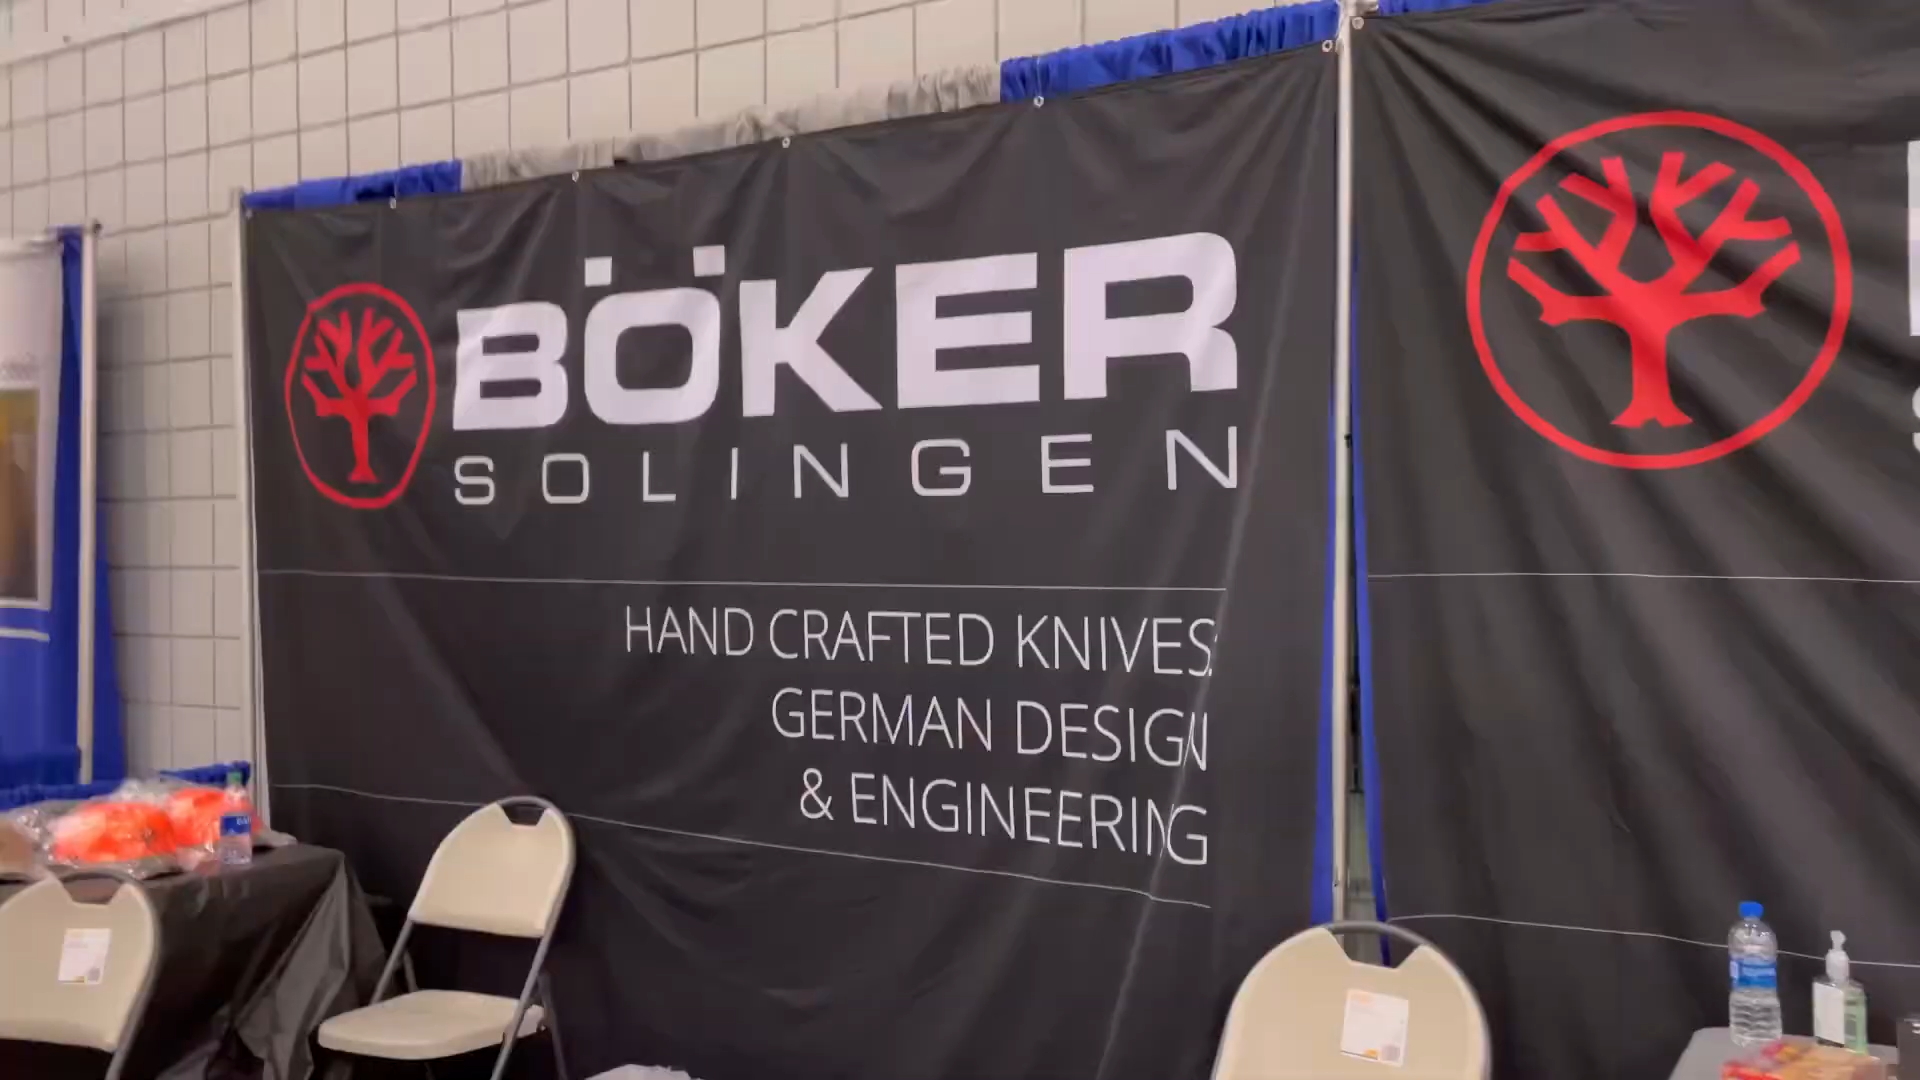 BÖKER
SOLINGEN
HAND CRAFTED KNIVES
GERMAN DESIGN
& ENGINEERING